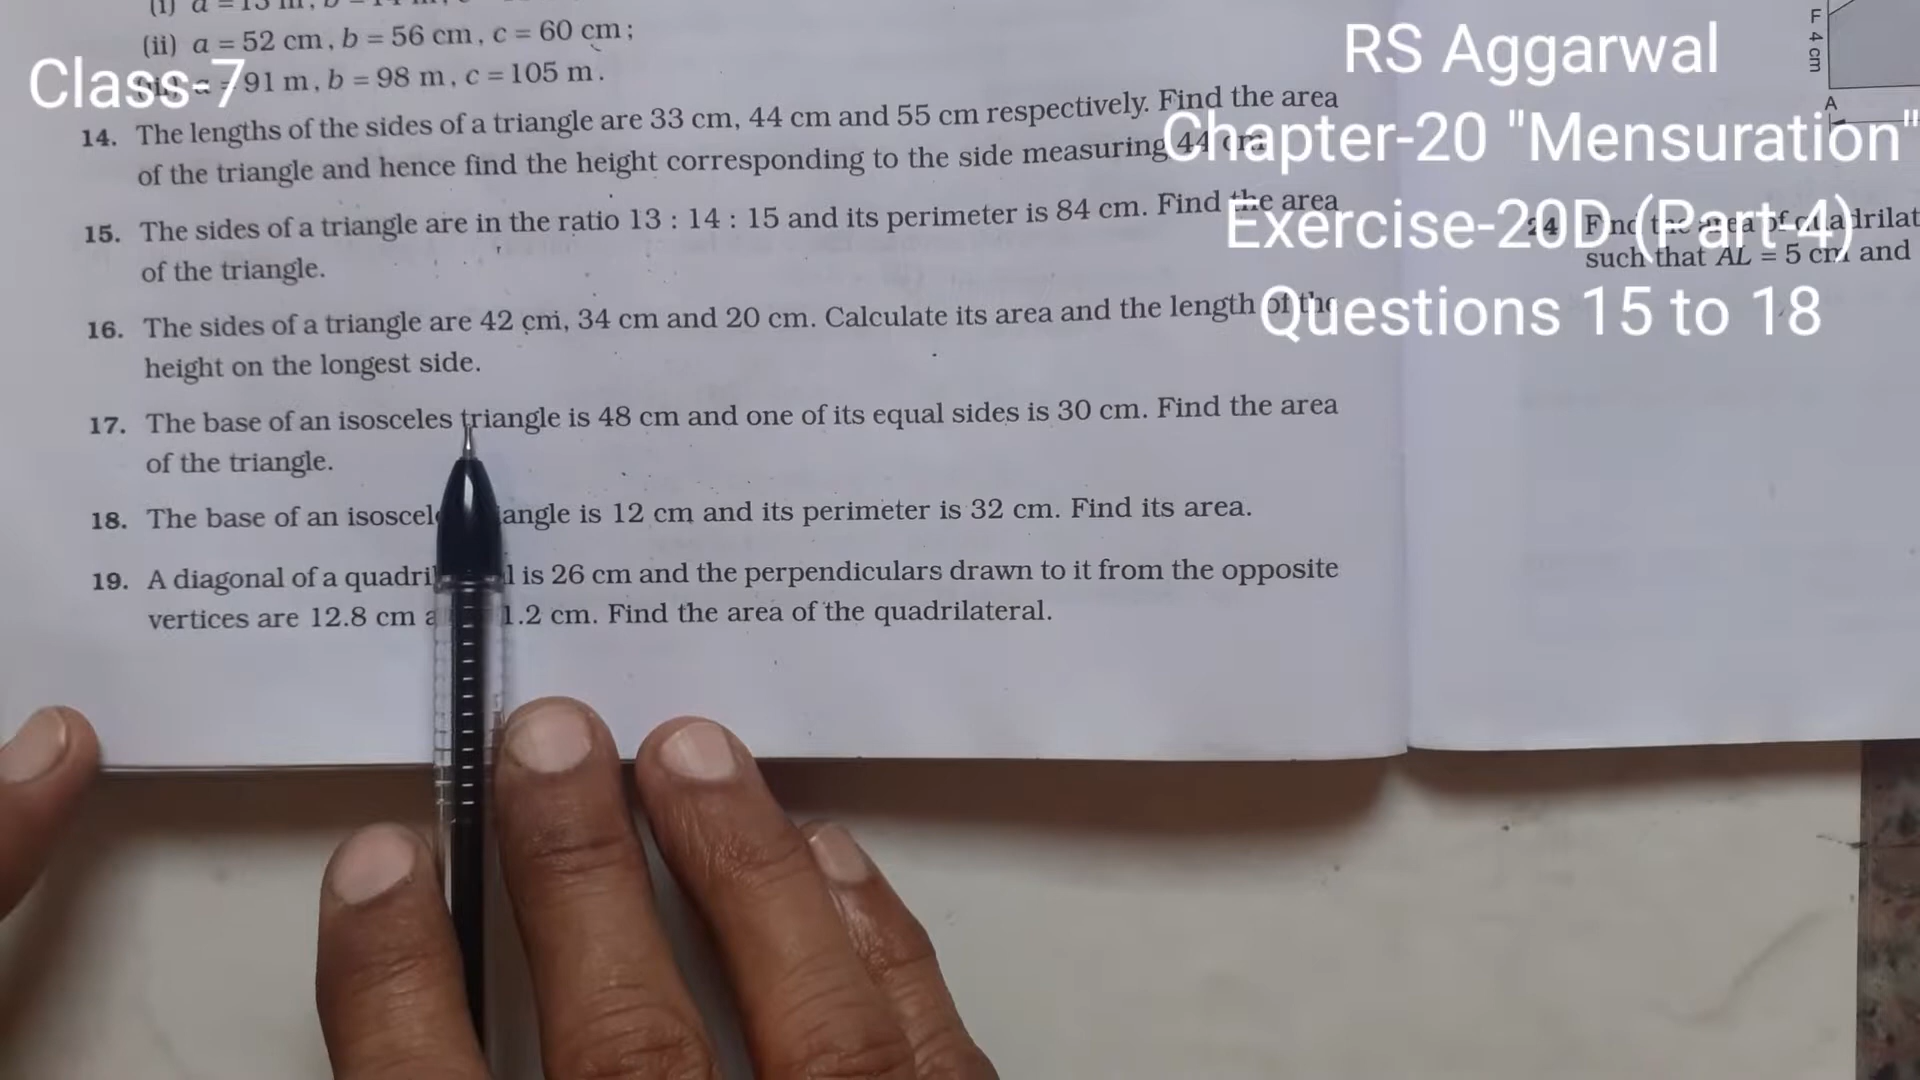 (ii) a = 52 cm, b = 56 cm, c = 60 cm;
= 91 m, b = 98 m, c = 105 m.
14. The lengths of the sides of a triangle are 33 cm, 44 cm and 55 cm respectively. Find the area
of the triangle and hence find the height corresponding to the side measuring 44 cm
15. The sides of a triangle are in the ratio 13 : 14 : 15 and its perimeter is 84 cm. Find the area
of the triangle.
16. The sides of a triangle are 42 cm, 34 cm and 20 cm. Calculate its area and the length of the
height on the longest side.
17. The base of an isosceles triangle is 48 cm and one of its equal sides is 30 cm. Find the area
of the triangle.
18. The base of an isoscel angle is 12 cm and its perimeter is 32 cm. Find its area.
19. A diagonal of a quadril l is 26 cm and the perpendiculars drawn to it from the opposite
vertices are 12.8 cm a 1.2 cm. Find the area of the quadrilateral.
Class-7
RS Aggarwal
Chapter-20 "Mensuration"
Exercise-20D (Part-4)
Questions 15 to 18
F
4 cm
A
24 Find the area of quadrilat
such that AL = 5 cm and